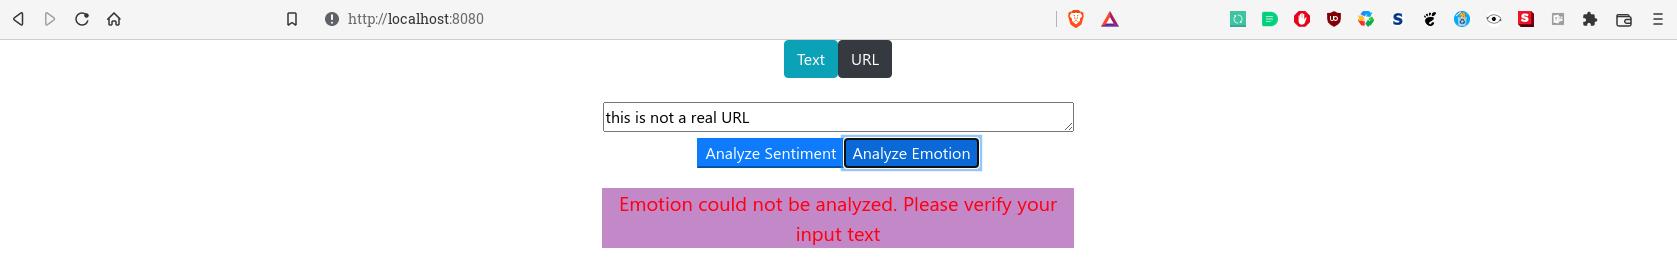 http://localhost:8080
Text URL
this is not a real URL
Analyze Sentiment Analyze Emotion
Emotion could not be analyzed. Please verify your
input text